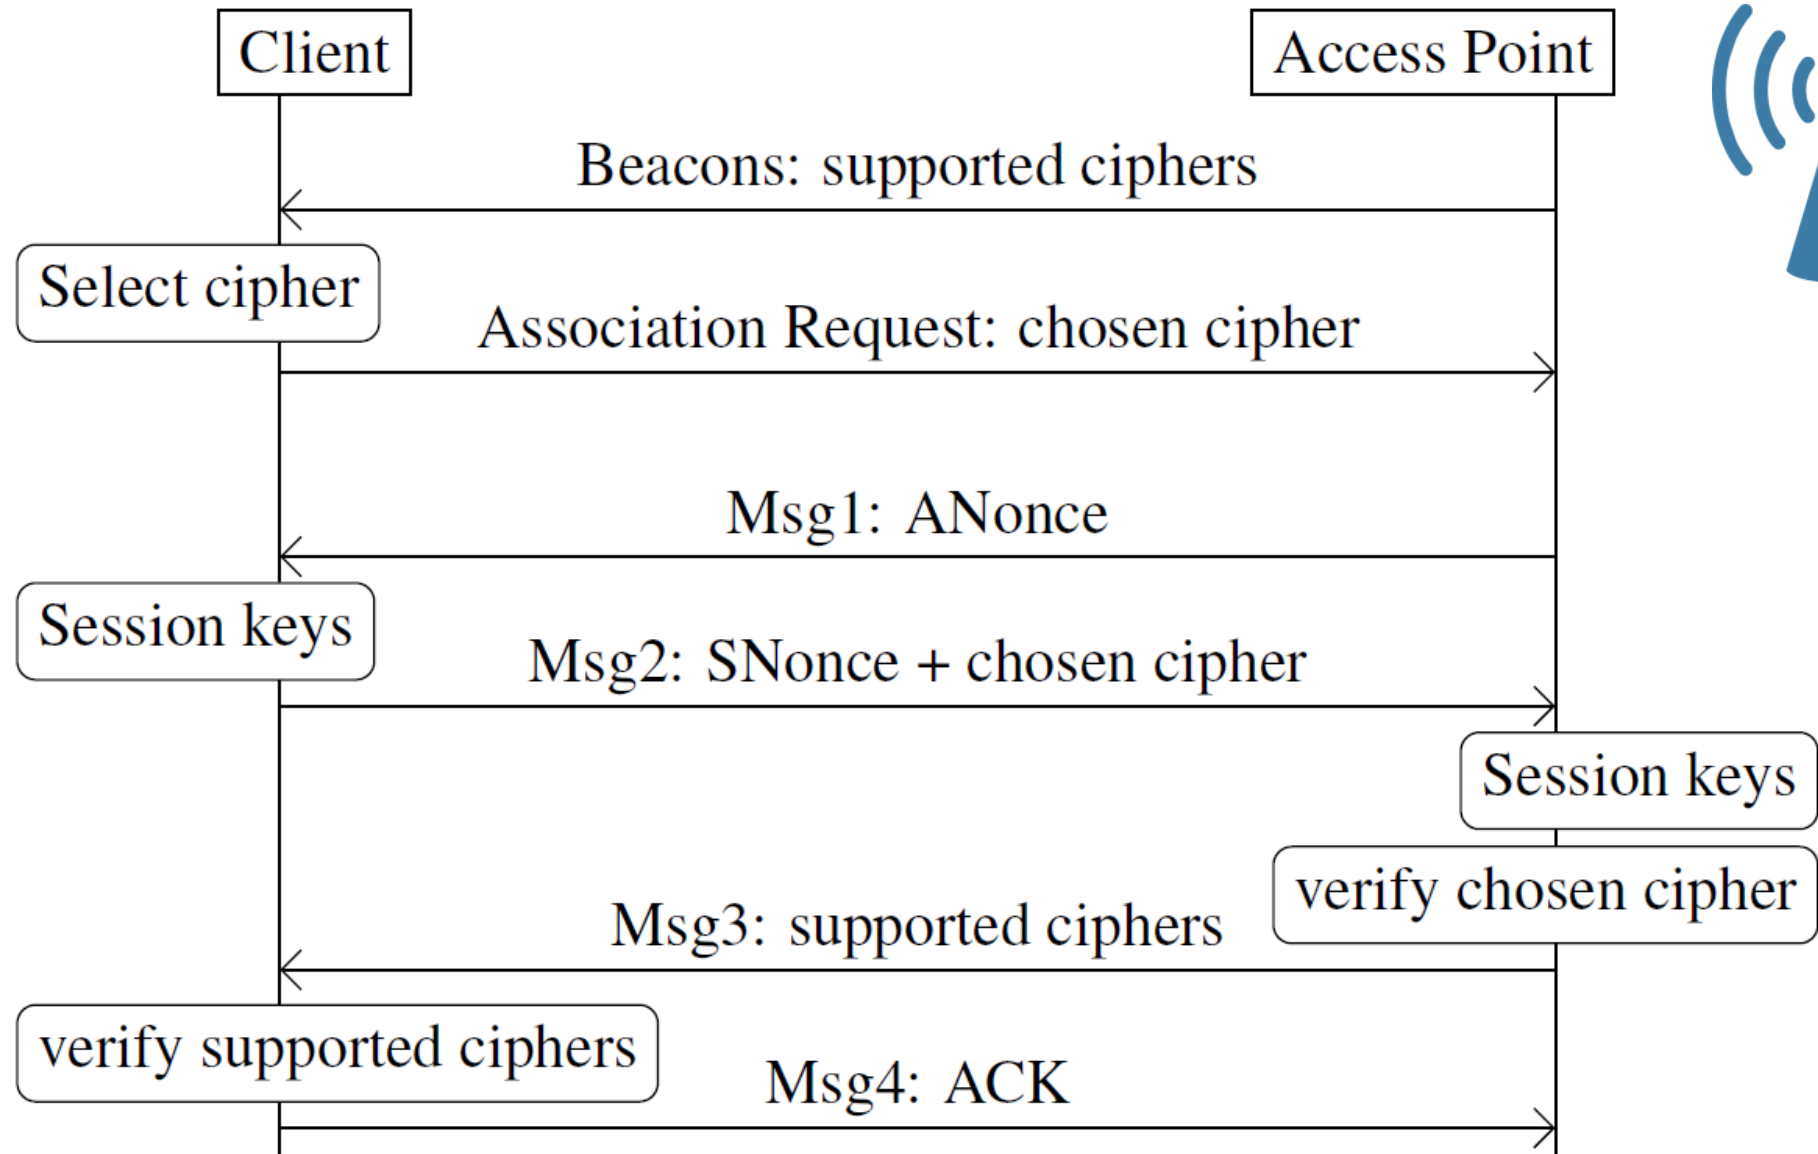 Client
Access Point
Beacons: supported ciphers
Select cipher
Association Request: chosen cipher
Msg1: ANonce
Session keys
Msg2: SNonce + chosen cipher
Session keys
verify chosen cipher
Msg3: supported ciphers
verify supported ciphers
Msg4: ACK